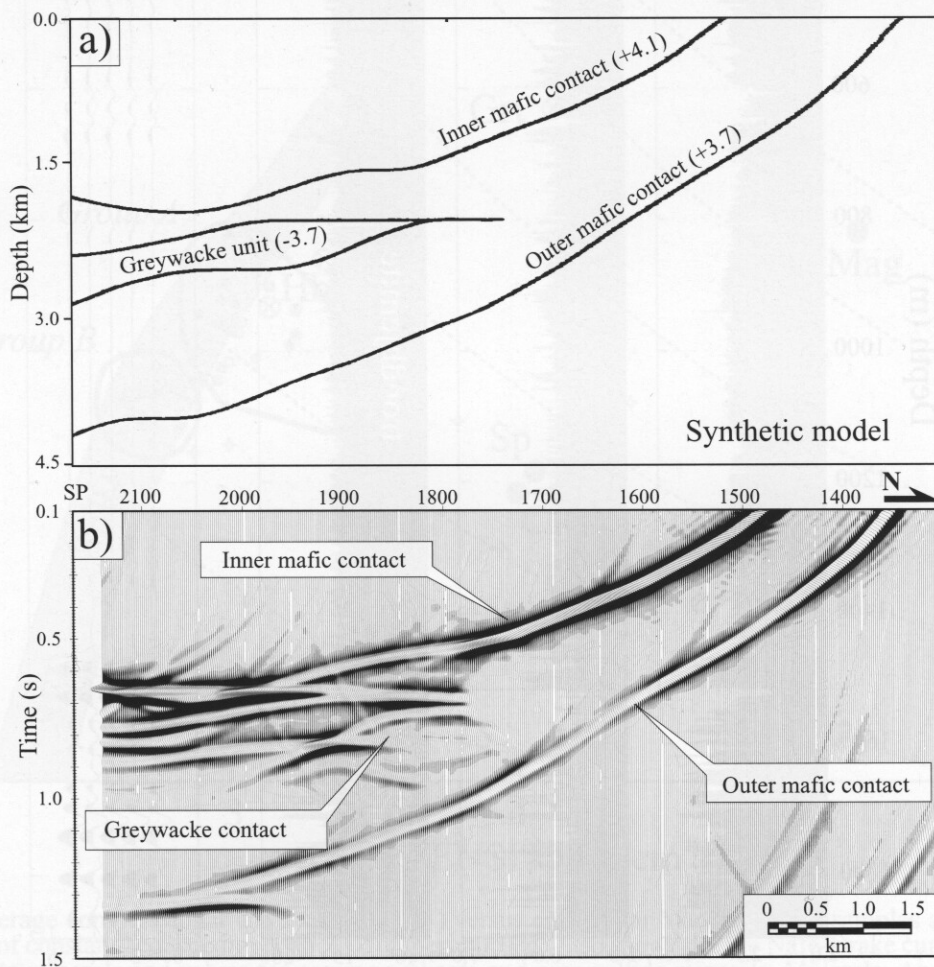 a)
0.0
1.5
3.0
4.5
Depth (km)
Inner mafic contact (+4.1)
Outer mafic contact (+3.7)
Greywacke unit (-3.7)
Synthetic model
SP
2100
2000
1900
1800
1700
1600
1500
1400
N
b)
0.1
0.5
1.0
1.5
Time (s)
Inner mafic contact
Outer mafic contact
Greywacke contact
0 0.5 1.0 1.5
km